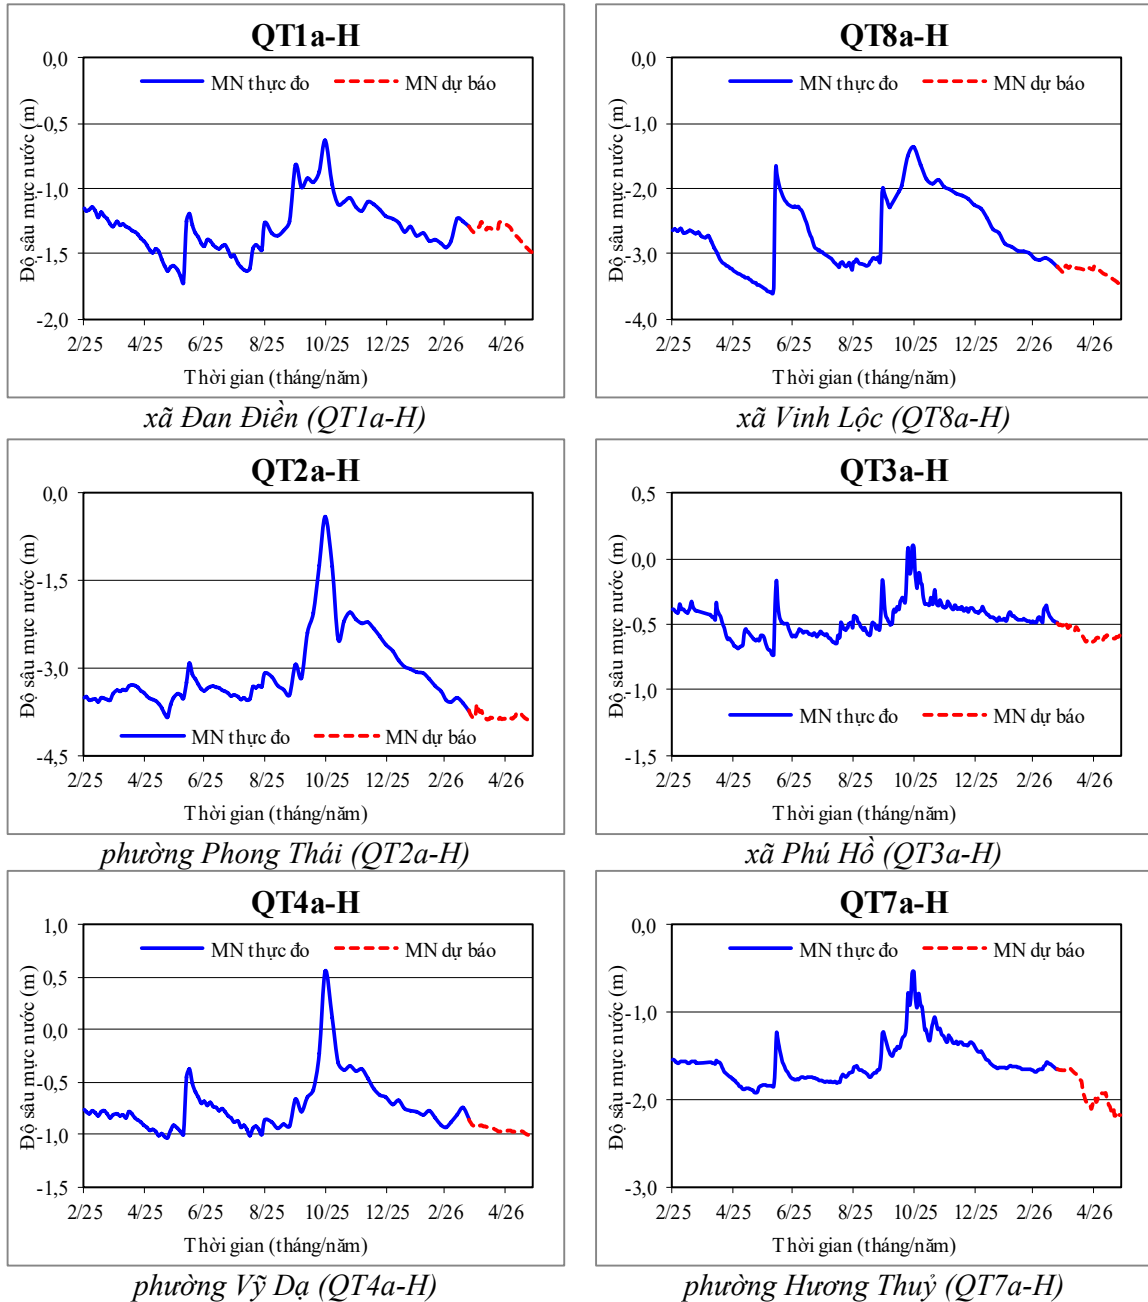 QT1a-H
MN thực đo
MN dự báo
Độ sâu mực nước (m)
0,0
-0,5
-1,0
-1,5
-2,0
2/25 4/25 6/25 8/25 10/25 12/25 2/26 4/26
Thời gian (tháng/năm)
xã Đan Điền (QT1a-H)
QT8a-H
MN thực đo
MN dự báo
Độ sâu mực nước (m)
0,0
-1,0
-2,0
-3,0
-4,0
2/25 4/25 6/25 8/25 10/25 12/25 2/26 4/26
Thời gian (tháng/năm)
xã Vinh Lộc (QT8a-H)
QT2a-H
Độ sâu mực nước (m)
0,0
-1,5
-3,0
-4,5
MN thực đo
MN dự báo
2/25 4/25 6/25 8/25 10/25 12/25 2/26 4/26
Thời gian (tháng/năm)
phường Phong Thái (QT2a-H)
QT3a-H
Độ sâu mực nước (m)
0,5
0,0
-0,5
-1,0
-1,5
MN thực đo
MN dự báo
2/25 4/25 6/25 8/25 10/25 12/25 2/26 4/26
Thời gian (tháng/năm)
xã Phú Hồ (QT3a-H)
QT4a-H
MN thực đo
MN dự báo
Độ sâu mực nước (m)
1,0
0,5
0,0
-0,5
-1,0
-1,5
2/25 4/25 6/25 8/25 10/25 12/25 2/26 4/26
Thời gian (tháng/năm)
phường Vỹ Dạ (QT4a-H)
QT7a-H
MN thực đo
MN dự báo
Độ sâu mực nước (m)
0,0
-1,0
-2,0
-3,0
2/25 4/25 6/25 8/25 10/25 12/25 2/26 4/26
Thời gian (tháng/năm)
phường Hương Thuỷ (QT7a-H)